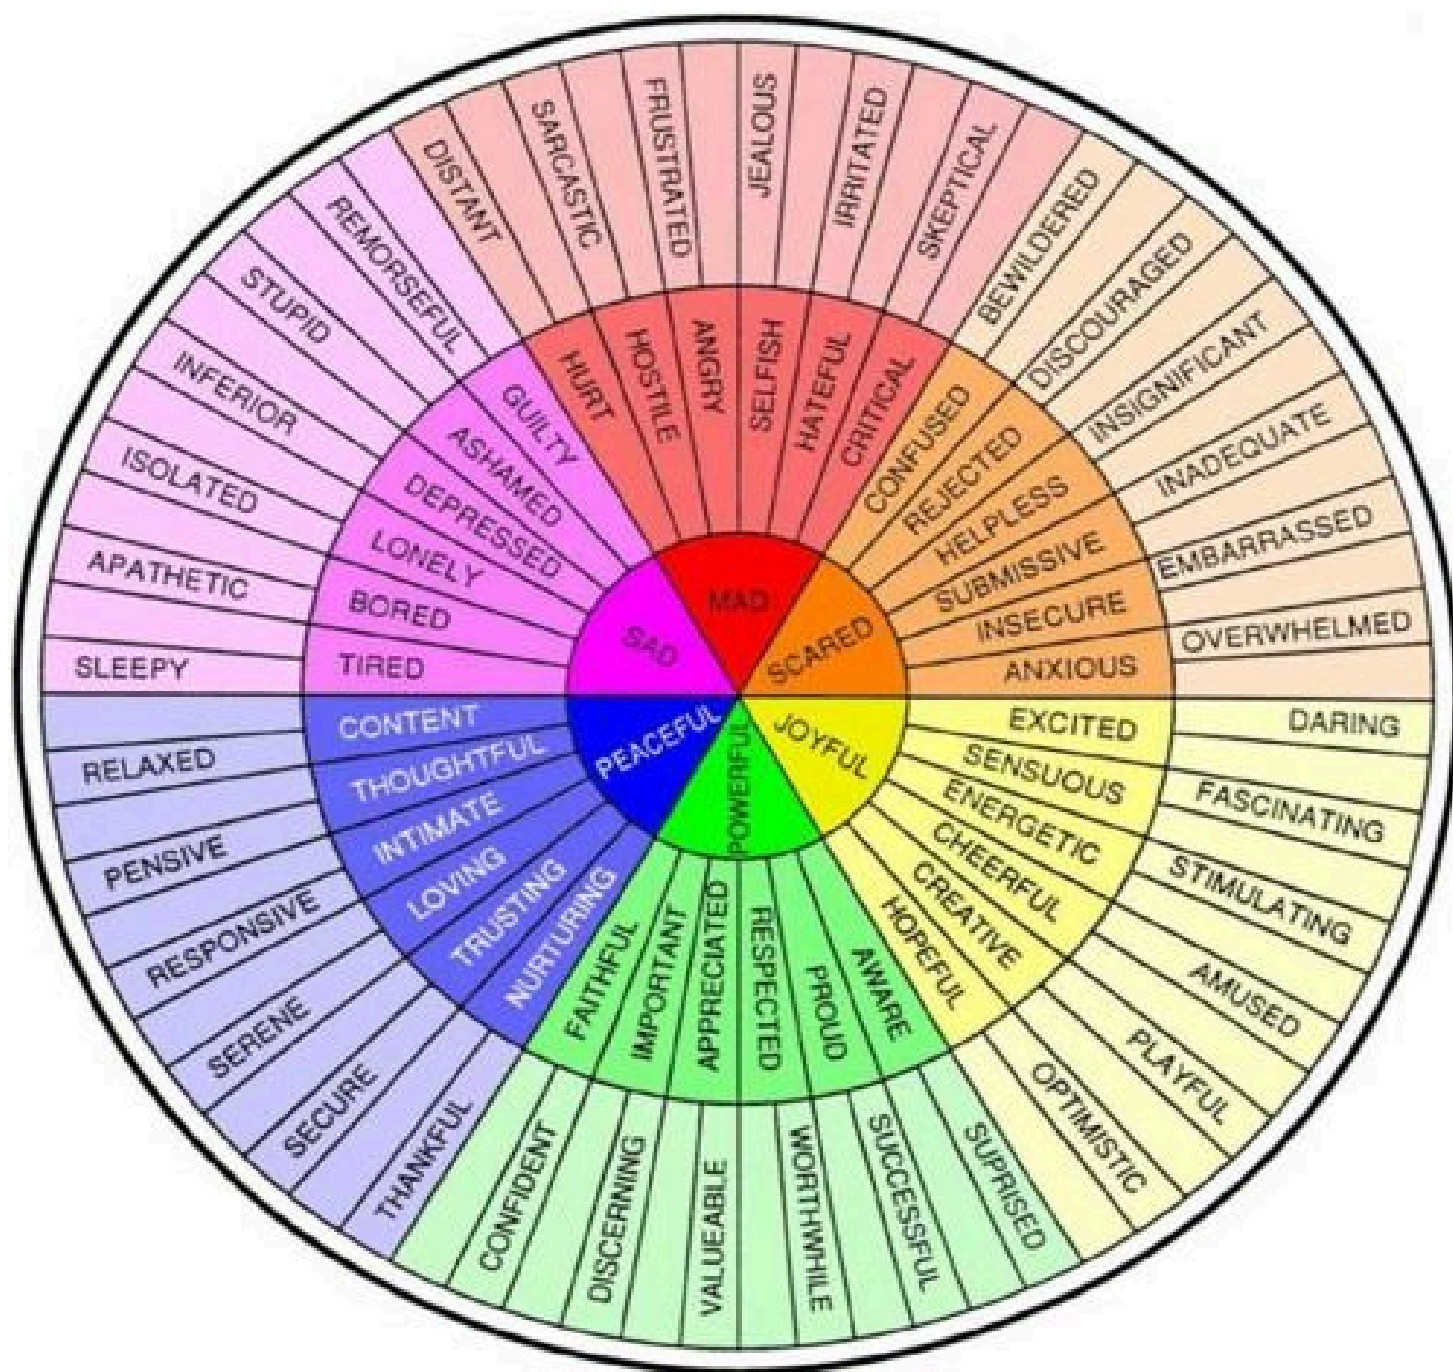 MAD
SCARED
JOYFUL
POWERFUL
PEACEFUL
SAD
HURT
HOSTILE
ANGRY
SELFISH
HATEFUL
CRITICAL
CONFUSED
REJECTED
HELPLESS
SUBMISSIVE
INSECURE
ANXIOUS
EXCITED
SENSUOUS
ENERGETIC
CHEERFUL
CREATIVE
HOPEFUL
AWARE
PROUD
RESPECTED
APPRECIATED
IMPORTANT
FAITHFUL
NURTURING
TRUSTING
LOVING
INTIMATE
THOUGHTFUL
CONTENT
TIRED
BORED
LONELY
DEPRESSED
ASHAMED
GUILTY
DISTANT
SARCASTIC
FRUSTRATED
JEALOUS
IRRITATED
SKEPTICAL
BEWILDERED
DISCOURAGED
INSIGNIFICANT
INADEQUATE
EMBARRASSED
OVERWHELMED
DARING
FASCINATING
STIMULATING
AMUSED
PLAYFUL
OPTIMISTIC
SUPRISED
SUCCESSFUL
WORTHWHILE
VALUEABLE
DISCERNING
CONFIDENT
THANKFUL
SECURE
SERENE
RESPONSIVE
PENSIVE
RELAXED
SLEEPY
APATHETIC
ISOLATED
INFERIOR
STUPID
REMORSEFUL